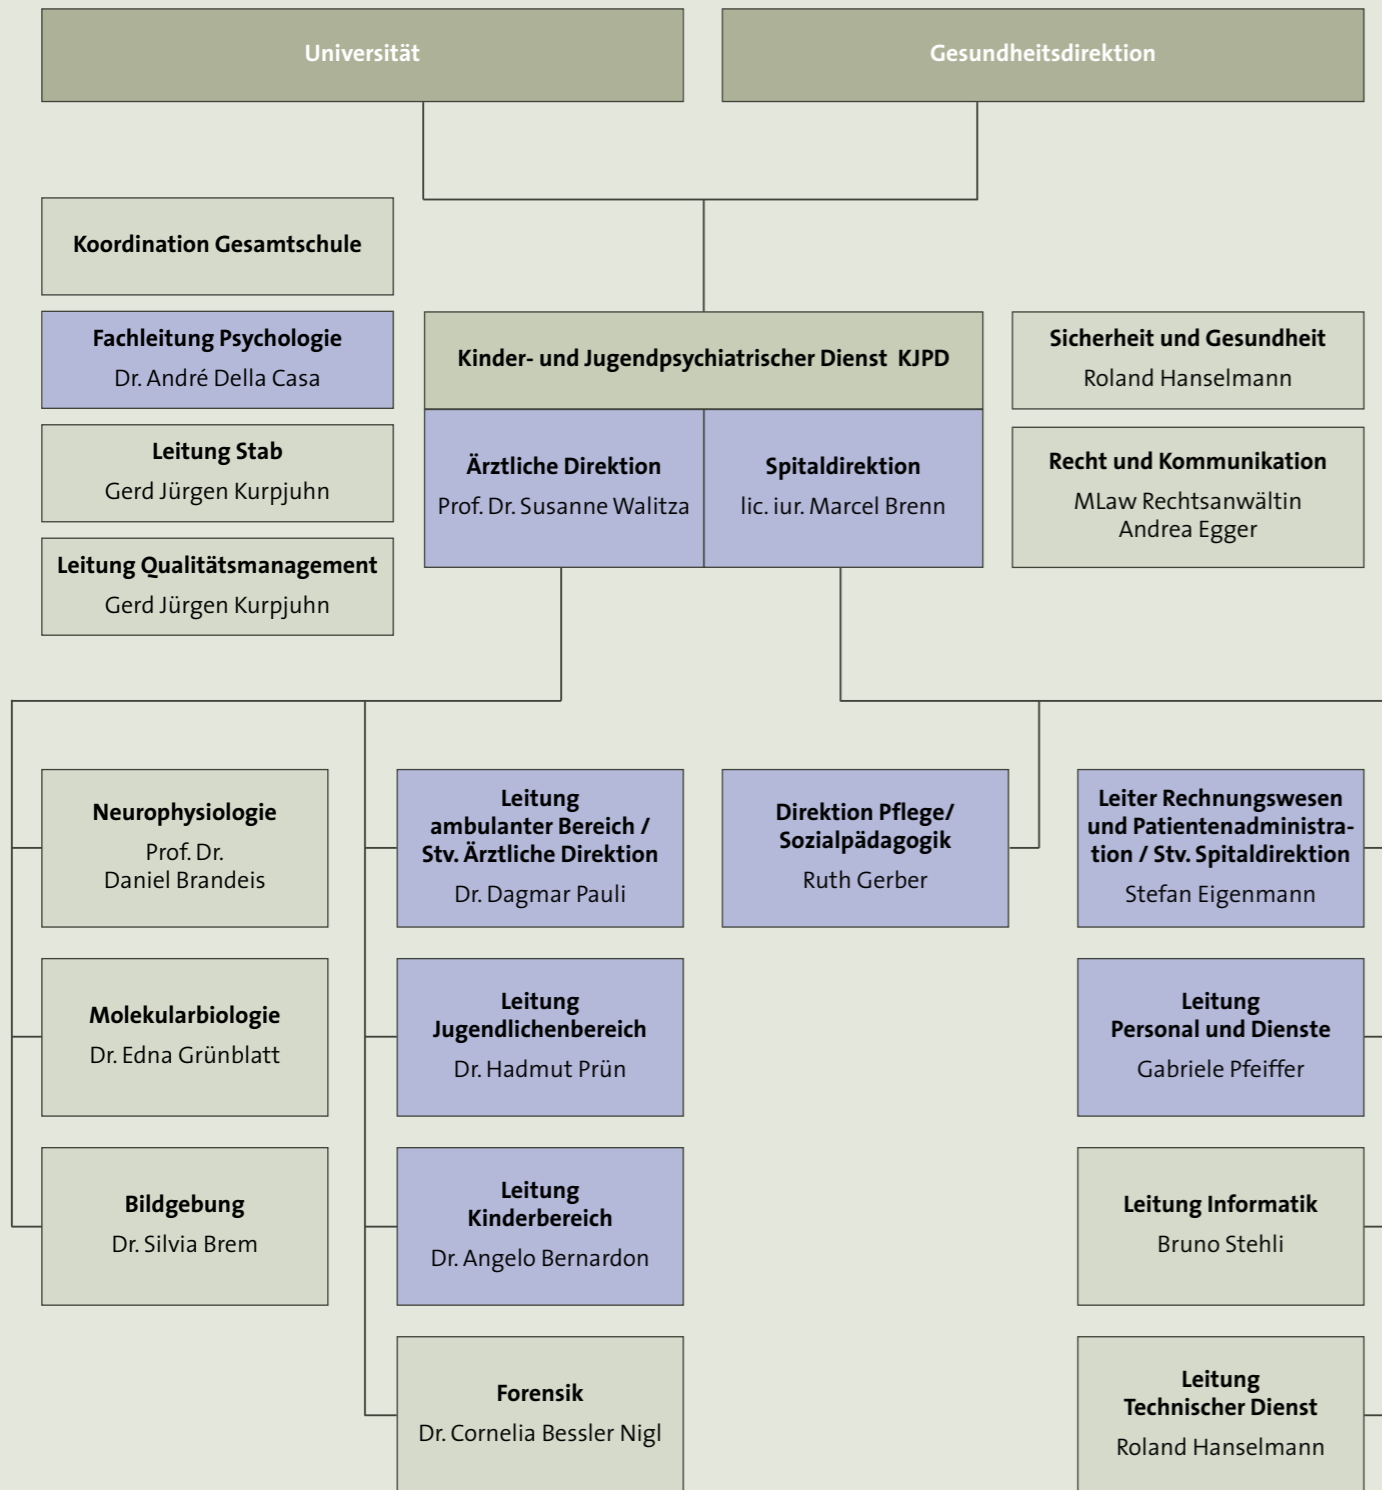 Universität
Gesundheitsdirektion
Koordination Gesamtschule
Fachleitung Psychologie
Dr. André Della Casa
Leitung Stab
Gerd Jürgen Kurpjuhn
Leitung Qualitätsmanagement
Gerd Jürgen Kurpjuhn
Kinder- und Jugendpsychiatrischer Dienst KJPD
Ärztliche Direktion
Prof. Dr. Susanne Walitza
Spitaldirektion
lic. iur. Marcel Brenn
Sicherheit und Gesundheit
Roland Hanselmann
Recht und Kommunikation
MLaw Rechtsanwältin
Andrea Egger
Neurophysiologie
Prof. Dr.
Daniel Brandeis
Molekularbiologie
Dr. Edna Grünblatt
Bildgebung
Dr. Silvia Brem
Leitung
ambulanter Bereich /
Stv. Ärztliche Direktion
Dr. Dagmar Pauli
Leitung
Jugendlichenbereich
Dr. Hadmut Prün
Leitung
Kinderbereich
Dr. Angelo Bernardon
Forensik
Dr. Cornelia Bessler Nigl
Direktion Pflege/
Sozialpädagogik
Ruth Gerber
Leiter Rechnungswesen
und Patientenadministra-
tion / Stv. Spitaldirektion
Stefan Eigenmann
Leitung
Personal und Dienste
Gabriele Pfeiffer
Leitung Informatik
Bruno Stehli
Leitung
Technischer Dienst
Roland Hanselmann